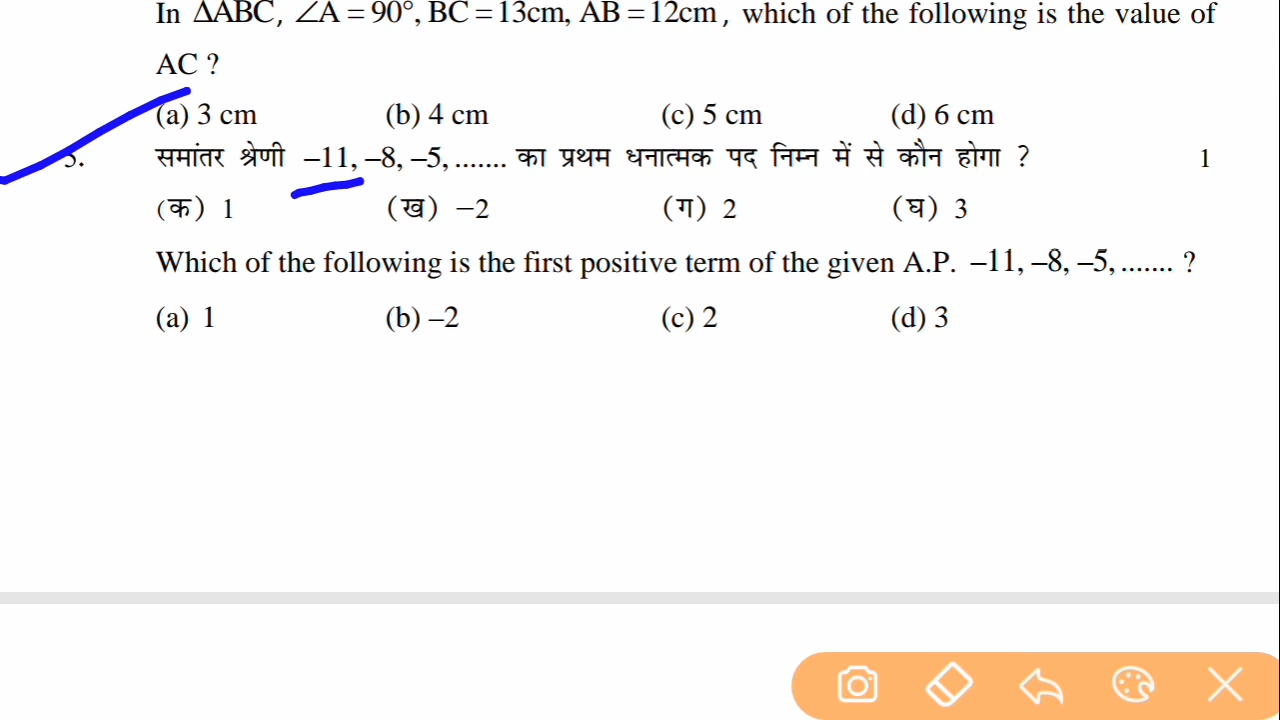 In ΔABC, ∠A = 90°, BC = 13cm, AB = 12cm, which of the following is the value of
AC ?
(a) 3 cm (b) 4 cm (c) 5 cm (d) 6 cm
5. समांतर श्रेणी –11, –8, –5, ....... का प्रथम धनात्मक पद निम्न में से कौन होगा ? 1
(क) 1 (ख) –2 (ग) 2 (घ) 3
Which of the following is the first positive term of the given A.P. –11, –8, –5, ....... ?
(a) 1 (b) –2 (c) 2 (d) 3